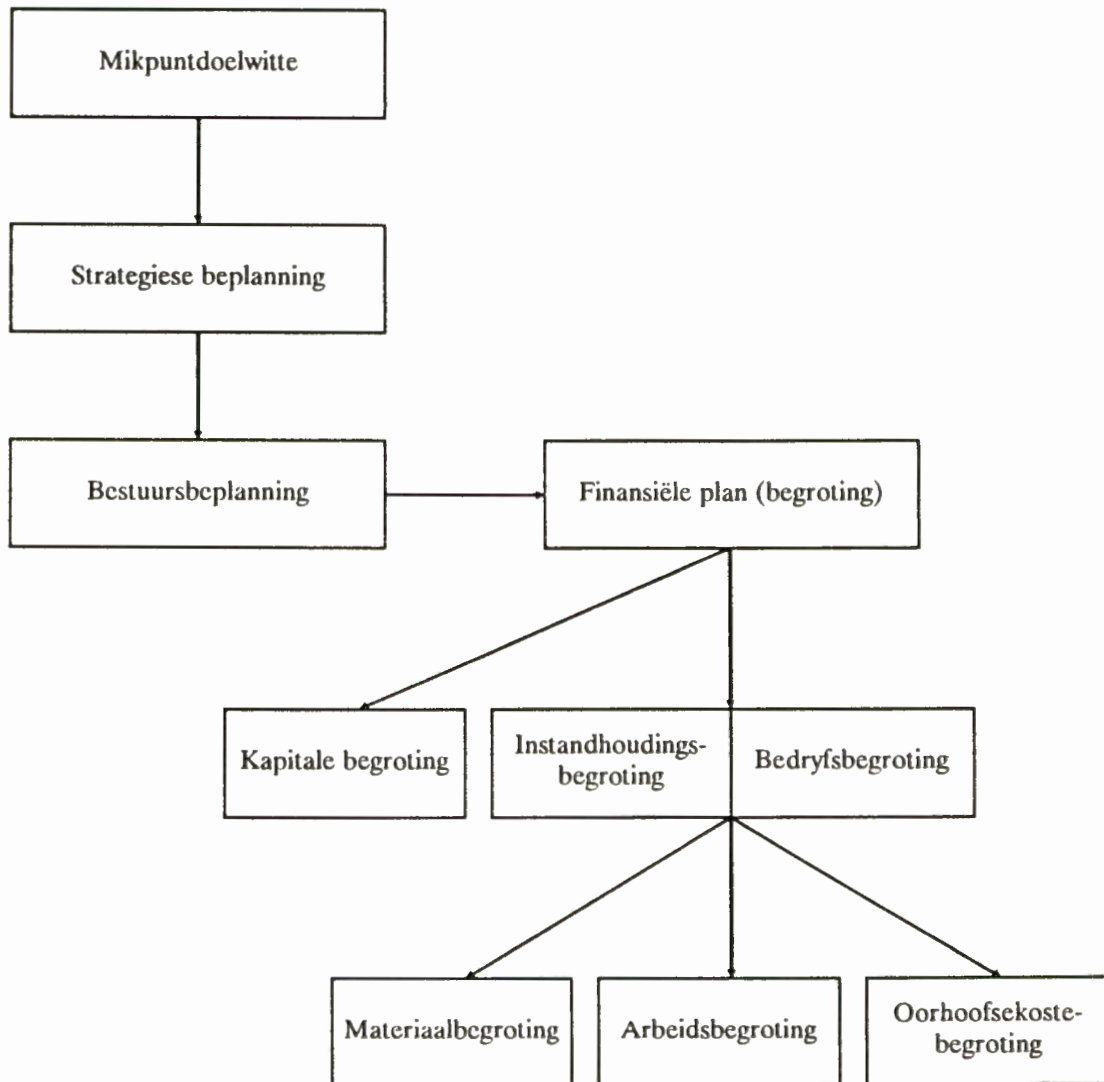 Mikpuntdoelwitte
Strategiese beplanning
Bestuursbeplanning
Finansiële plan (begroting)
Kapitale begroting
Instandhoudings-
begroting
Bedryfsbegroting
Materiaalbegroting
Arbeidsbegroting
Oorhoofsekoste-
begroting